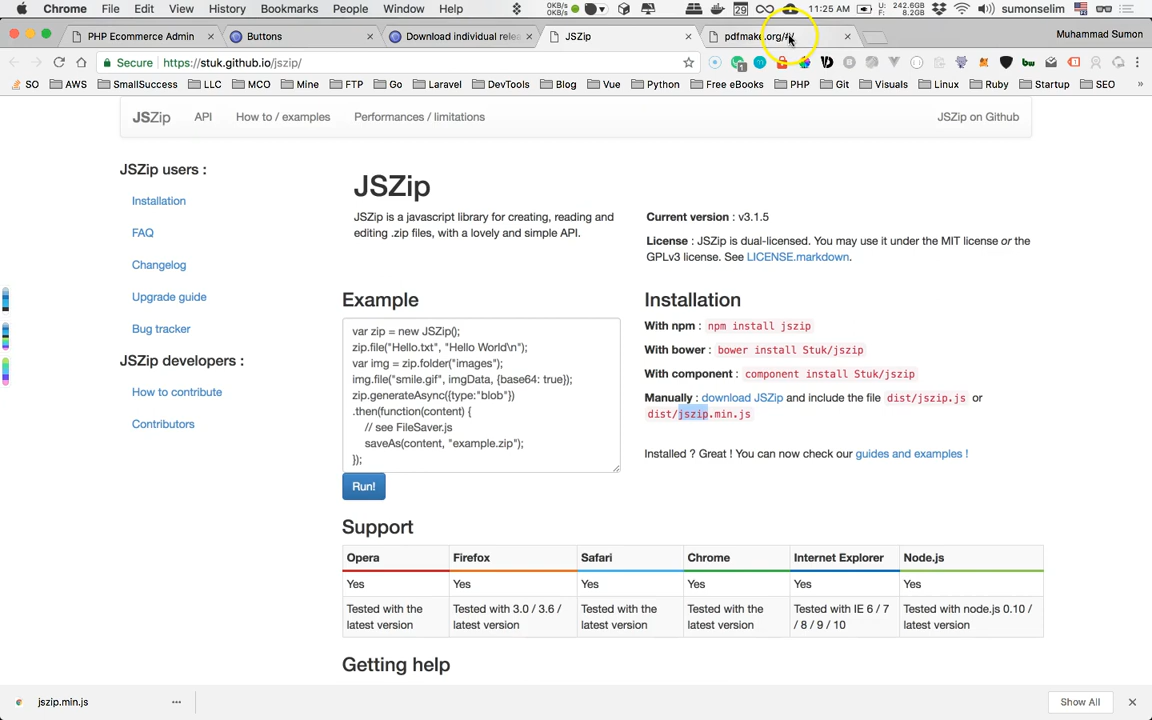 Chrome File Edit View History Bookmarks People Window Help 0KB/s 0KB/s 29 11:25 AM U: 242.6GB F: 8.2GB sumonselim
PHP Ecommerce Admin × Buttons × Download individual relea × JSZip × pdfmake.org/#/ × Muhammad Sumon
Secure https://stuk.github.io/jszip/
SO AWS SmallSuccess LLC MCO Mine FTP Go Laravel DevTools Blog Vue Python Free eBooks PHP Git Visuals Linux Ruby Startup SEO »
JSZip API How to / examples Performances / limitations JSZip on Github
JSZip users :
Installation
FAQ
Changelog
Upgrade guide
Bug tracker
JSZip developers :
How to contribute
Contributors
JSZip
JSZip is a javascript library for creating, reading and
editing .zip files, with a lovely and simple API.
Current version : v3.1.5
License : JSZip is dual-licensed. You may use it under the MIT license or the
GPLv3 license. See LICENSE.markdown.
Example
var zip = new JSZip();
zip.file("Hello.txt", "Hello World\n");
var img = zip.folder("images");
img.file("smile.gif", imgData, {base64: true});
zip.generateAsync({type:"blob"})
.then(function(content) {
// see FileSaver.js
saveAs(content, "example.zip");
});
Run!
Installation
With npm : npm install jszip
With bower : bower install Stuk/jszip
With component : component install Stuk/jszip
Manually : download JSZip and include the file dist/jszip.js or
dist/jszip.min.js
Installed ? Great ! You can now check our guides and examples !
Support
Opera Firefox Safari Chrome Internet Explorer Node.js
Yes Yes Yes Yes Yes Yes
Tested with the Tested with 3.0 / 3.6 / Tested with the Tested with the Tested with IE 6 / 7 Tested with node.js 0.10 /
latest version latest version latest version latest version / 8 / 9 / 10 latest version
Getting help
jszip.min.js Show All